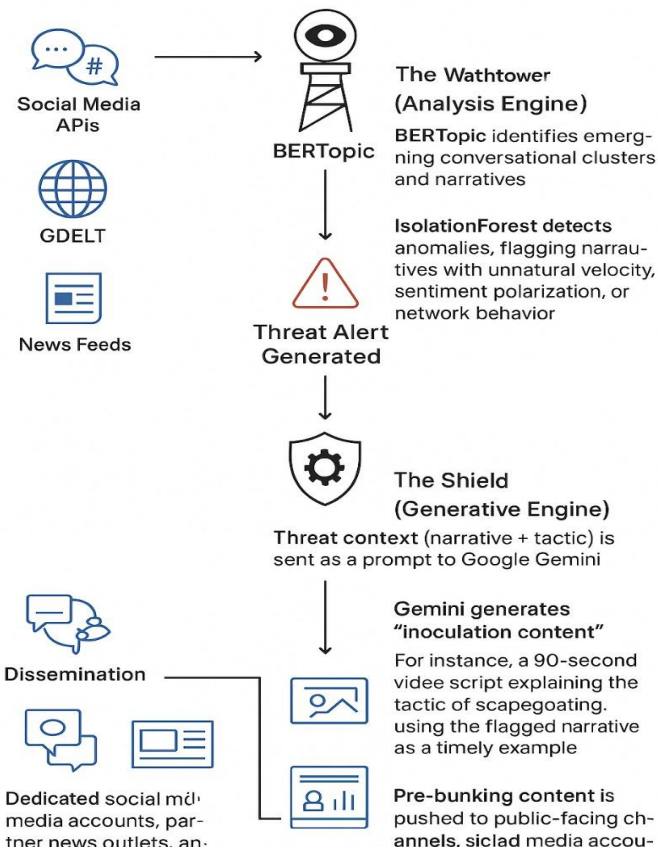 #
Social Media
APis
GDELT
News Feeds
BERTopic
The Wathtower
(Analysis Engine)
BERTopic identifies emerg-
ning conversational clusters
and narratives
IsolationForest detects
anomalies, flagging narrau-
tives with unnatural velocity,
sentiment polarization, or
network behavior
!
Threat Alert
Generated
The Shield
(Generative Engine)
Threat context (narrative + tactic) is
sent as a prompt to Google Gemini
Gemini generates
“inoculation content”
For instance, a 90-second
videe script explaining the
tactic of scapegoating.
using the flagged narrative
as a timely example
Dissemination
Dedicated social
media accounts, par-
tner news outlets, an-
Pre-bunking content is
pushed to public-facing ch-
annels, siclad media accou-